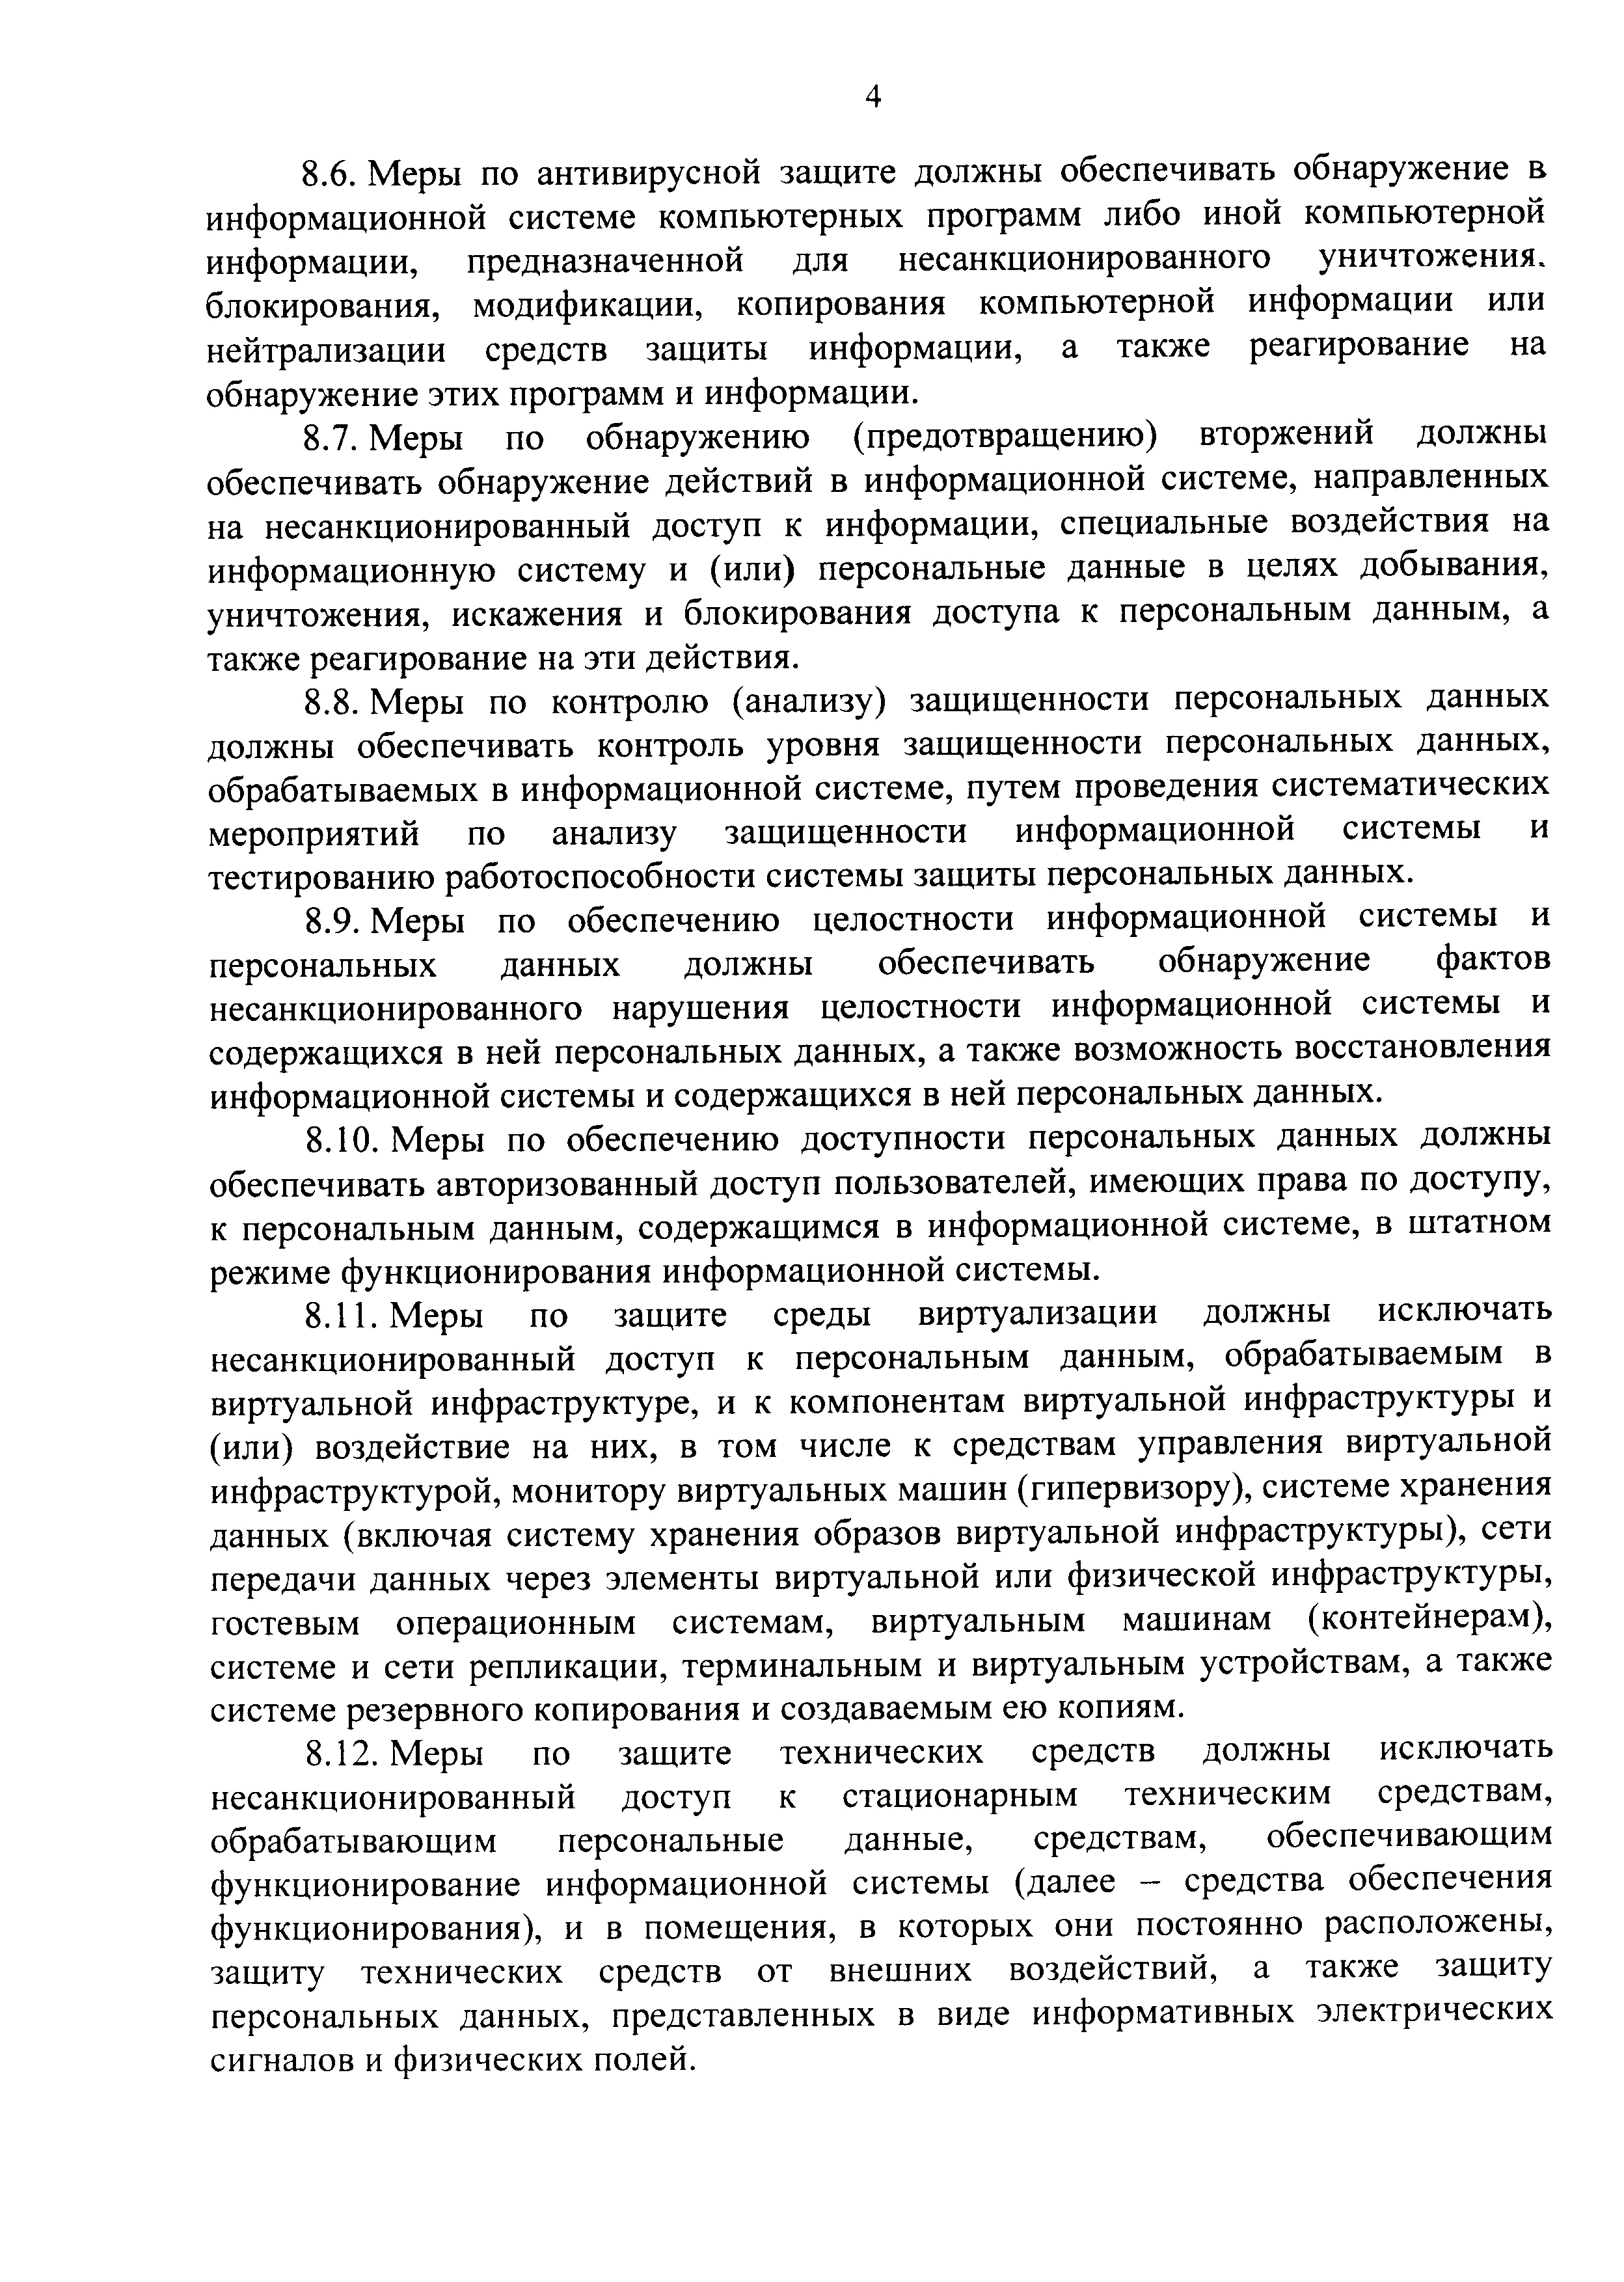 4
8.6. Меры по антивирусной защите должны обеспечивать обнаружение в
информационной системе компьютерных программ либо иной компьютерной
информации, предназначенной для несанкционированного уничтожения,
блокирования, модификации, копирования компьютерной информации или
нейтрализации средств защиты информации, а также реагирование на
обнаружение этих программ и информации.
8.7. Меры по обнаружению (предотвращению) вторжений должны
обеспечивать обнаружение действий в информационной системе, направленных
на несанкционированный доступ к информации, специальные воздействия на
информационную систему и (или) персональные данные в целях добывания,
уничтожения, искажения и блокирования доступа к персональным данным, а
также реагирование на эти действия.
8.8. Меры по контролю (анализу) защищенности персональных данных
должны обеспечивать контроль уровня защищенности персональных данных,
обрабатываемых в информационной системе, путем проведения систематических
мероприятий по анализу защищенности информационной системы и
тестированию работоспособности системы защиты персональных данных.
8.9. Меры по обеспечению целостности информационной системы и
персональных данных должны обеспечивать обнаружение фактов
несанкционированного нарушения целостности информационной системы и
содержащихся в ней персональных данных, а также возможность восстановления
информационной системы и содержащихся в ней персональных данных.
8.10. Меры по обеспечению доступности персональных данных должны
обеспечивать авторизованный доступ пользователей, имеющих права по доступу,
к персональным данным, содержащимся в информационной системе, в штатном
режиме функционирования информационной системы.
8.11. Меры по защите среды виртуализации должны исключать
несанкционированный доступ к персональным данным, обрабатываемым в
виртуальной инфраструктуре, и к компонентам виртуальной инфраструктуры и
(или) воздействие на них, в том числе к средствам управления виртуальной
инфраструктурой, монитору виртуальных машин (гипервизору), системе хранения
данных (включая систему хранения образов виртуальной инфраструктуры), сети
передачи данных через элементы виртуальной или физической инфраструктуры,
гостевым операционным системам, виртуальным машинам (контейнерам),
системе и сети репликации, терминальным и виртуальным устройствам, а также
системе резервного копирования и создаваемым ею копиям.
8.12. Меры по защите технических средств должны исключать
несанкционированный доступ к стационарным техническим средствам,
обрабатывающим персональные данные, средствам, обеспечивающим
функционирование информационной системы (далее – средства обеспечения
функционирования), и в помещения, в которых они постоянно расположены,
защиту технических средств от внешних воздействий, а также защиту
персональных данных, представленных в виде информативных электрических
сигналов и физических полей.